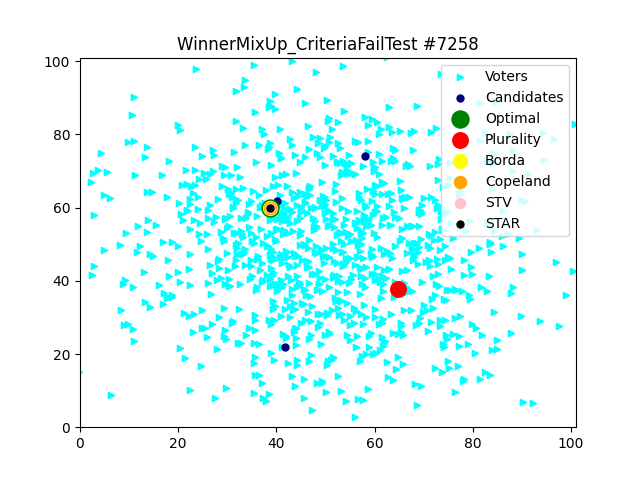 WinnerMixUp_CriteriaFailTest #7258
100
80
60
40
20
0
0 20 40 60 80 100
Voters
Candidates
Optimal
Plurality
Borda
Copeland
STV
STAR